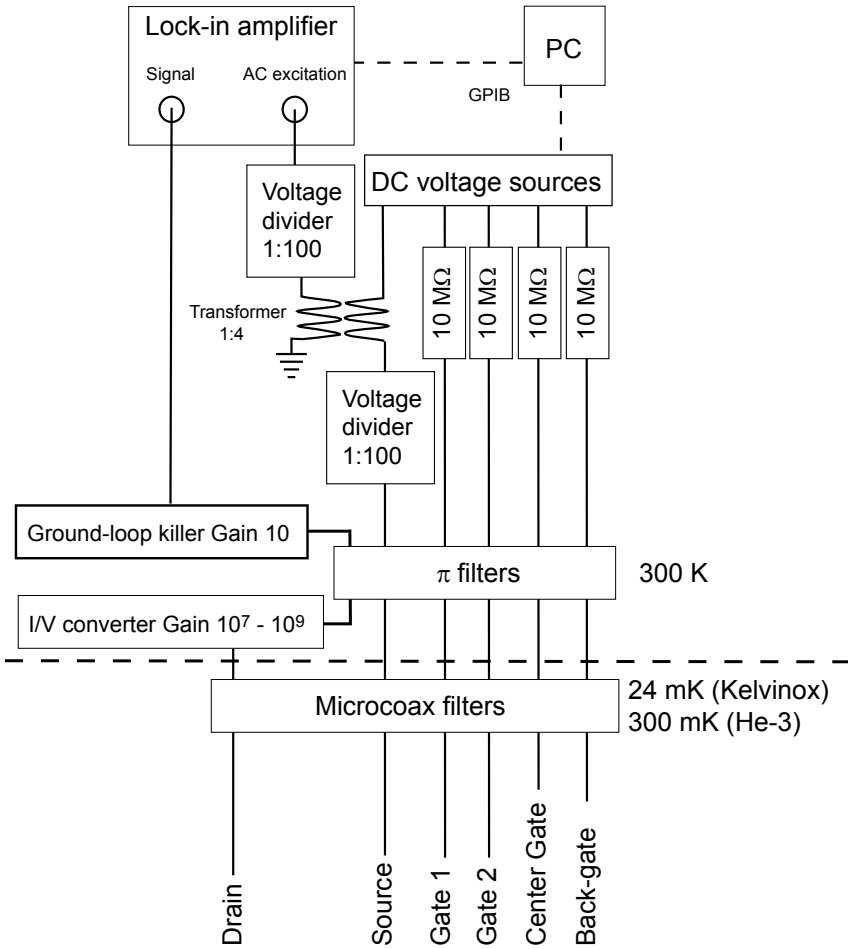 Lock-in amplifier
Signal
AC excitation
PC
GPIB
Voltage
divider
1:100
DC voltage sources
Transformer
1:4
10 MΩ
10 MΩ
10 MΩ
10 MΩ
Voltage
divider
1:100
Ground-loop killer Gain 10
π filters
300 K
I/V converter Gain 10⁷ - 10⁹
Microcoax filters
24 mK (Kelvinox)
300 mK (He-3)
Drain
Source
Gate 1
Gate 2
Center Gate
Back-gate